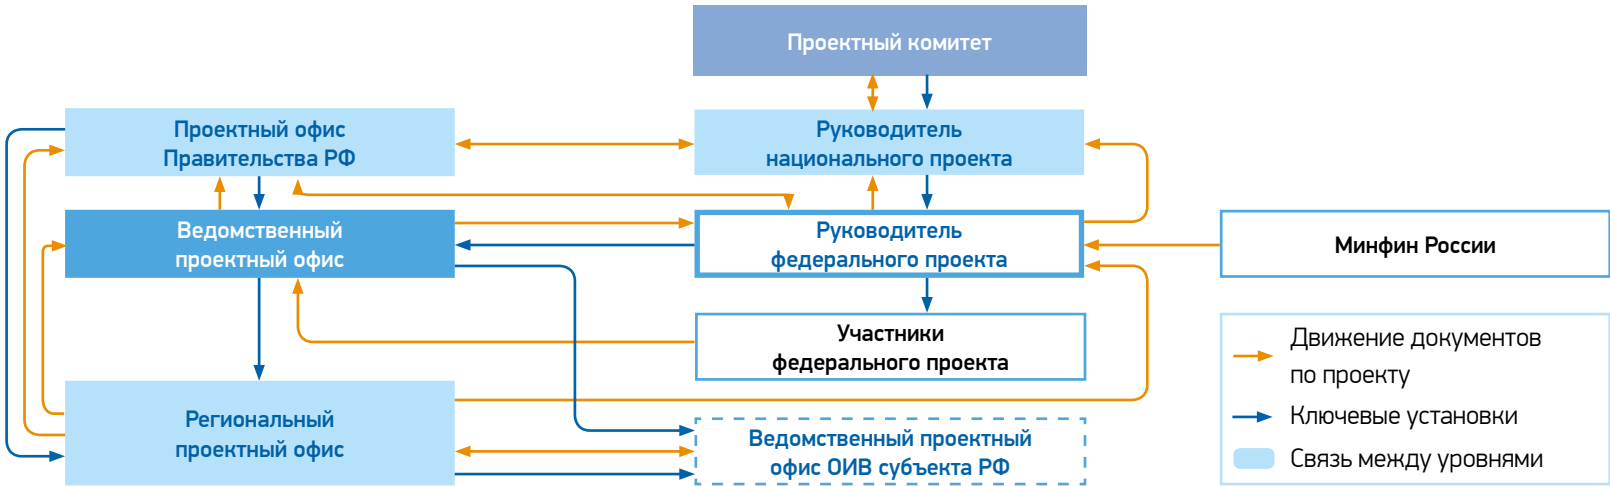 Проектный комитет
Проектный офис
Правительства РФ
Руководитель
национального проекта
Ведомственный
проектный офис
Руководитель
федерального проекта
Минфин России
Участники
федерального проекта
Региональный
проектный офис
Ведомственный проектный
офис ОИВ субъекта РФ
Движение документов
по проекту
Ключевые установки
Связь между уровнями